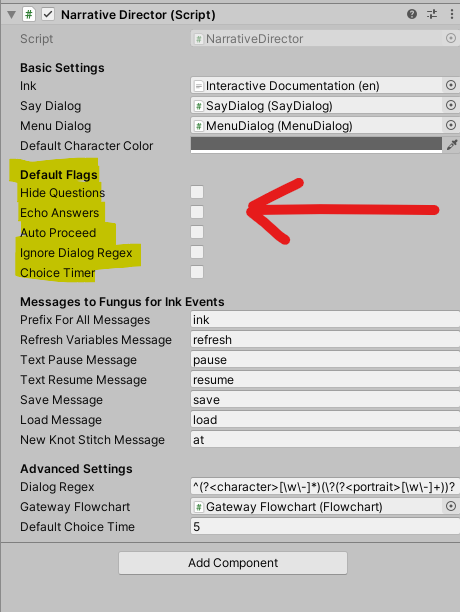 Narrative Director (Script)
Script NarrativeDirector
Basic Settings
Ink Interactive Documentation (en)
Say Dialog SayDialog (SayDialog)
Menu Dialog MenuDialog (MenuDialog)
Default Character Color
Default Flags
Hide Questions
Echo Answers
Auto Proceed
Ignore Dialog Regex
Choice Timer
Messages to Fungus for Ink Events
Prefix For All Messages ink
Refresh Variables Message refresh
Text Pause Message pause
Text Resume Message resume
Save Message save
Load Message load
New Knot Stitch Message at
Advanced Settings
Dialog Regex ^(?<character>[\w\-]*)(\?(?<portrait>[\w\-]+))?
Gateway Flowchart Gateway Flowchart (Flowchart)
Default Choice Time 5
Add Component